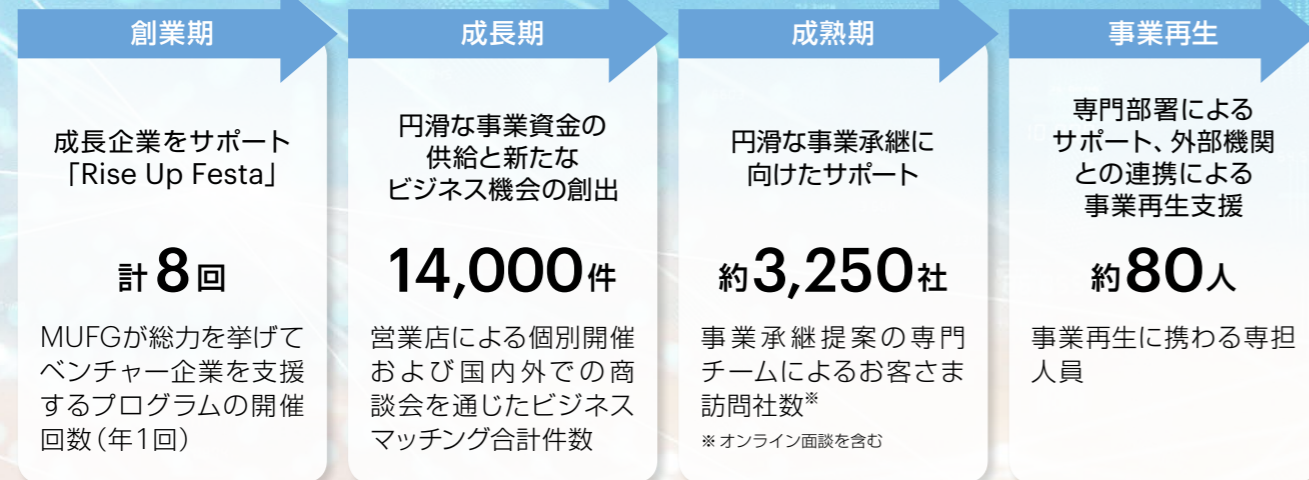 創業期
成長企業をサポート
「Rise Up Festa」
計8回
MUFGが総力を挙げて
ベンチャー企業を支援
するプログラムの開催
回数（年1回）
成長期
円滑な事業資金の
供給と新たな
ビジネス機会の創出
14,000件
営業店による個別開催
および国内外での商
談会を通じたビジネス
マッチング合計件数
成熟期
円滑な事業承継に
向けたサポート
約3,250社
事業承継提案の専門
チームによるお客さま
訪問社数※
※ オンライン面談を含む
事業再生
専門部署による
サポート、外部機関
との連携による
事業再生支援
約80人
事業再生に携わる専担
人員